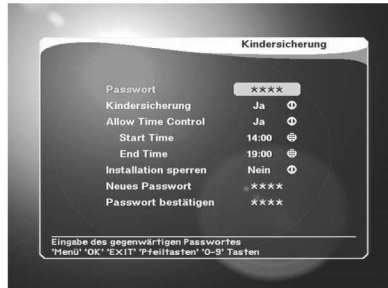 Kindersicherung
Passwort ****
Kindersicherung Ja
Allow Time Control Ja
Start Time 14:00
End Time 19:00
Installation sperren Nein
Neues Passwort ****
Passwort bestätigen ****
Eingabe des gegenwärtigen Passwortes
'Menü' 'OK' 'EXIT' 'Pfeiltasten' '0-9' Tasten